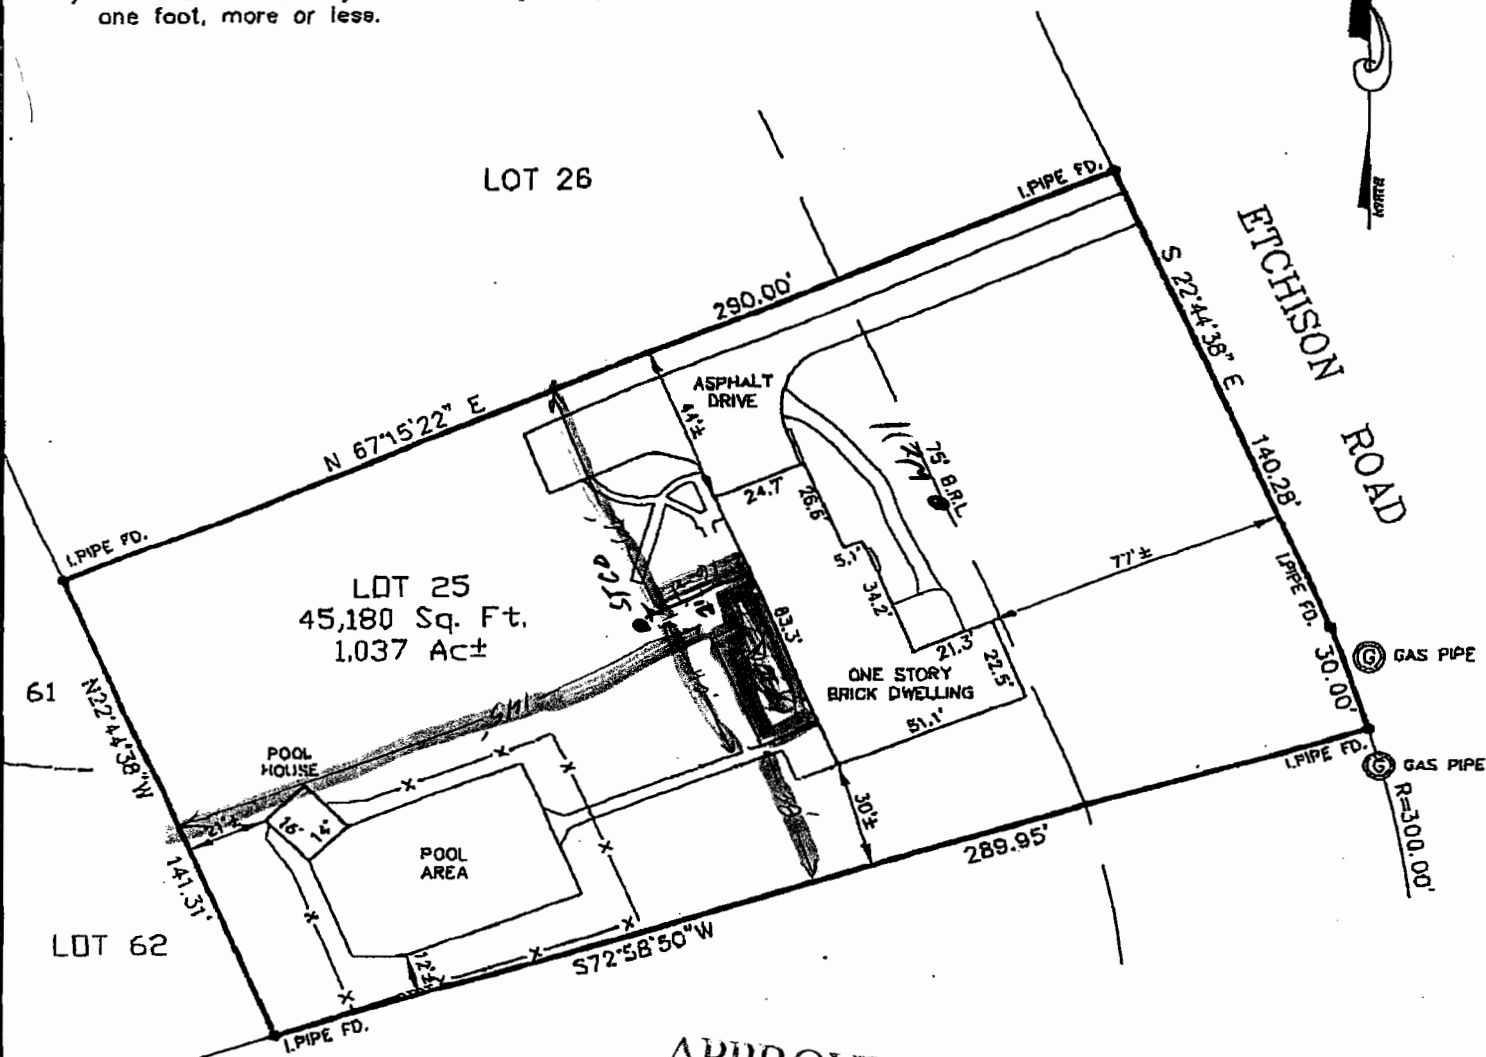 one foot, more or less.
LOT 26
I.PIPE FD.
290.00'
N 67°15'22" E
ETCHISON ROAD
S 22°44'38" E
140.28'
ASPHALT
DRIVE
44'±
75' B.R.L.
24.7'
26.6'
5.1'
34.2'
77'±
I.PIPE FD.
LOT 25
45,180 Sq. Ft.
1.037 Ac±
I.PIPE FD.
83.3'
21.3'
22.5'
30.00'
G GAS PIPE
ONE STORY
BRICK DWELLING
51.1'
I.PIPE FD.
G GAS PIPE
R=300.00'
61
N22°44'38"W
145'
POOL
HOUSE
21'±
16'
14'
POOL
AREA
30'±
289.95'
141.31'
LOT 62
12'±
S72°58'50"W
I.PIPE FD.